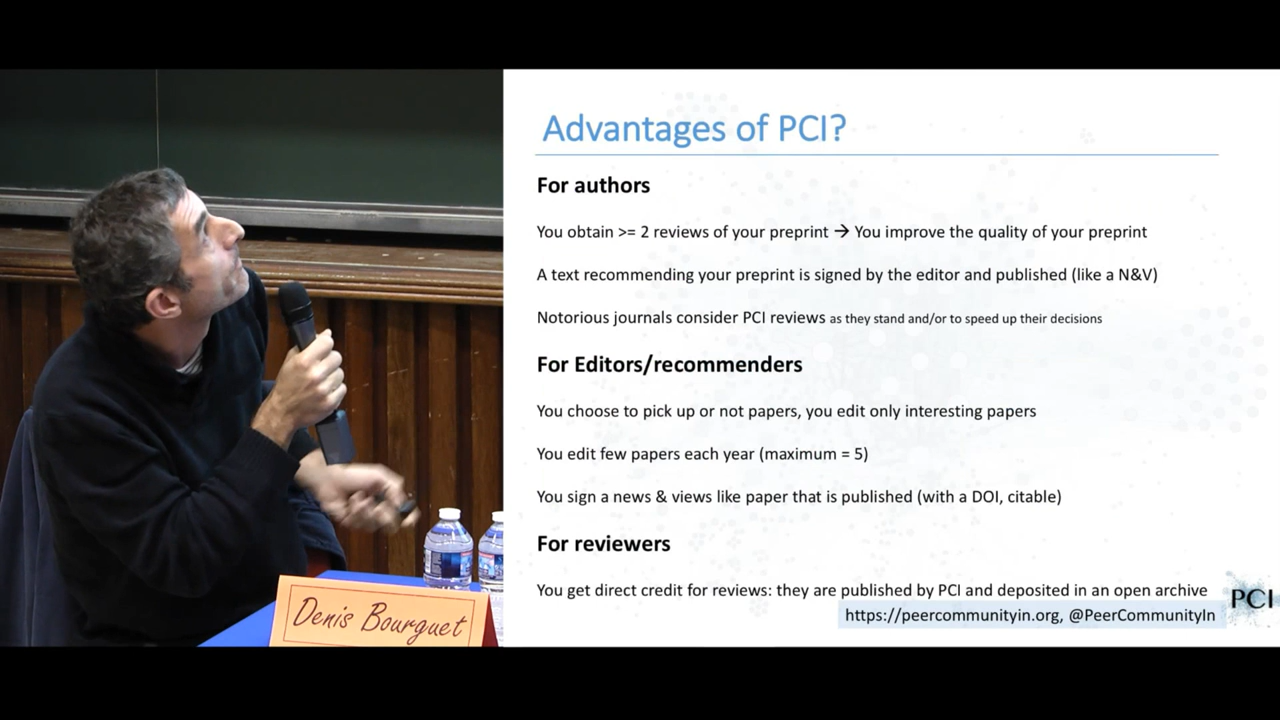 Advantages of PCI?
For authors
You obtain >= 2 reviews of your preprint → You improve the quality of your preprint
A text recommending your preprint is signed by the editor and published (like a N&V)
Notorious journals consider PCI reviews as they stand and/or to speed up their decisions
For Editors/recommenders
You choose to pick up or not papers, you edit only interesting papers
You edit few papers each year (maximum = 5)
You sign a news & views like paper that is published (with a DOI, citable)
For reviewers
You get direct credit for reviews: they are published by PCI and deposited in an open archive
https://peercommunityin.org, @PeerCommunityIn
PCI
Denis Bourguet